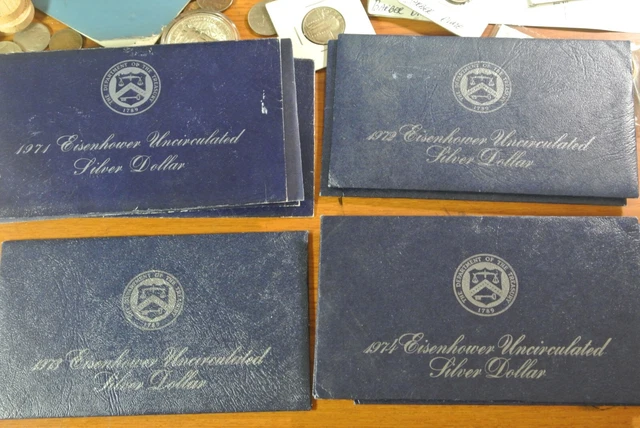 THE DEPARTMENT OF THE TREASURY
1789
1971 Eisenhower Uncirculated
Silver Dollar
THE DEPARTMENT OF THE TREASURY
1789
1972 Eisenhower Uncirculated
Silver Dollar
THE DEPARTMENT OF THE TREASURY
1789
1973 Eisenhower Uncirculated
Silver Dollar
THE DEPARTMENT OF THE TREASURY
1789
1974 Eisenhower Uncirculated
Silver Dollar